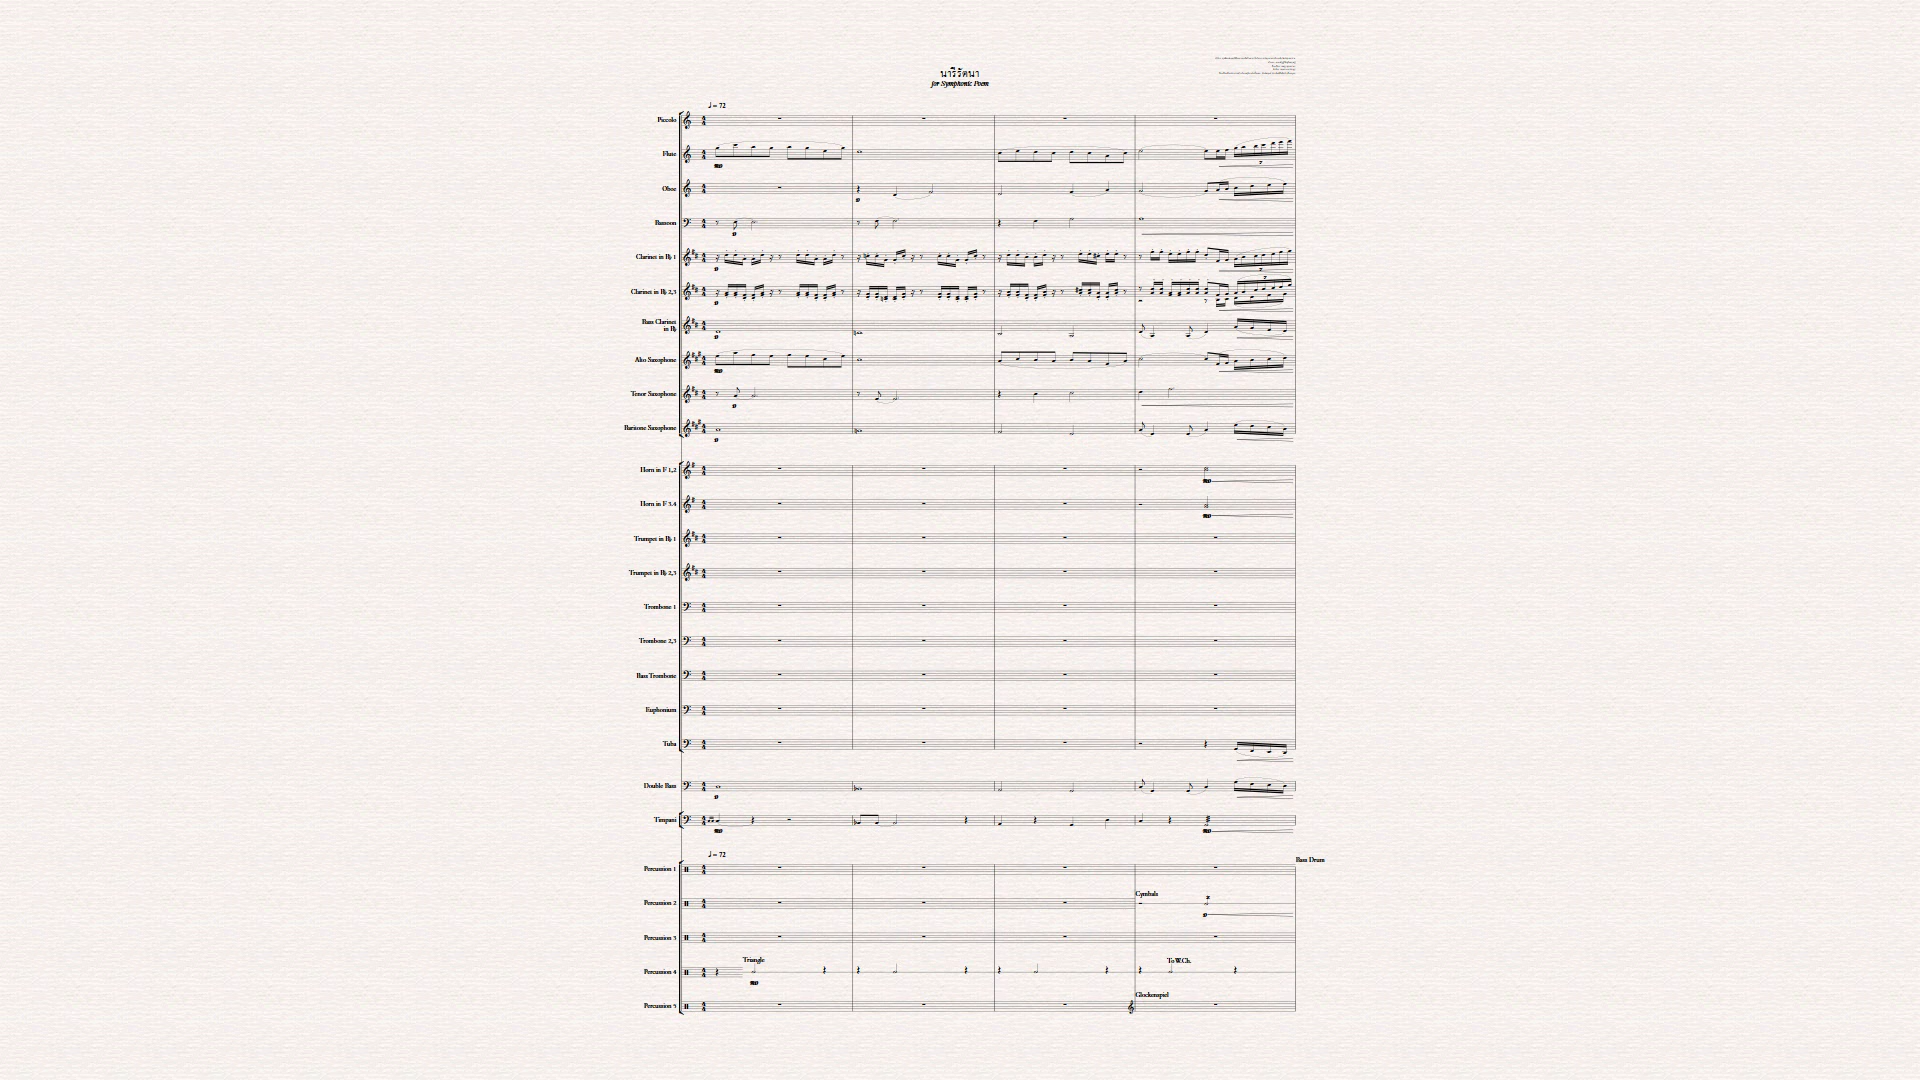 นารีรัตนา
for Symphonic Poem
♩ = 72
Piccolo
Flute
Oboe
Bassoon
Clarinet in B♭ 1
Clarinet in B♭ 2,3
Bass Clarinet
in B♭
Alto Saxophone
Tenor Saxophone
Baritone Saxophone
Horn in F 1,2
Horn in F 3.4
Trumpet in B♭ 1
Trumpet in B♭ 2,3
Trombone 1
Trombone 2,3
Bass Trombone
Euphonium
Tuba
Double Bass
Timpani
♩ = 72
Bass Drum
Percussion 1
Cymbals
Percussion 2
Percussion 3
Triangle
To W.Ch.
Percussion 4
Glockenspiel
Percussion 5